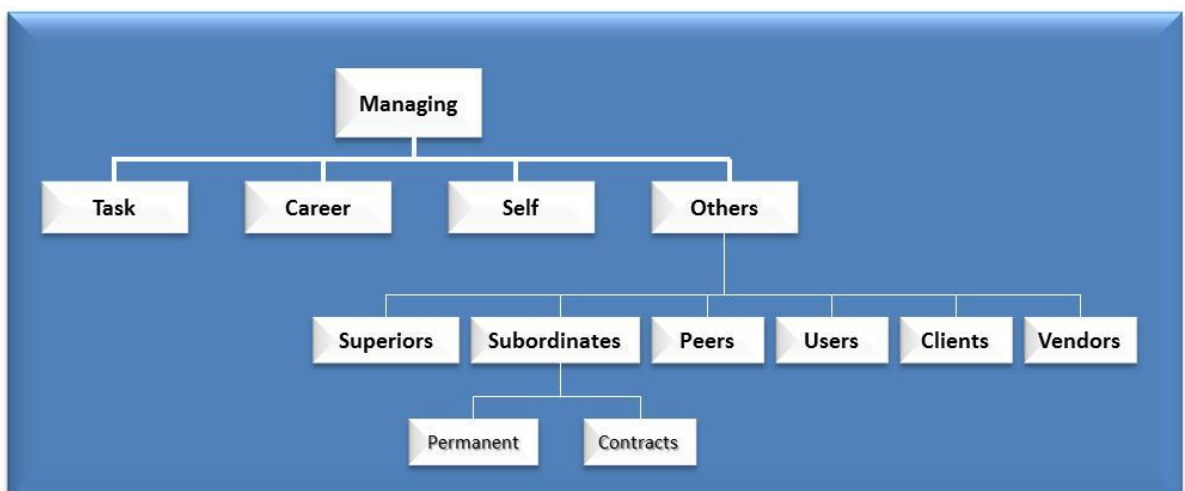 Managing
Task
Career
Self
Others
Superiors
Subordinates
Peers
Users
Clients
Vendors
Permanent
Contracts